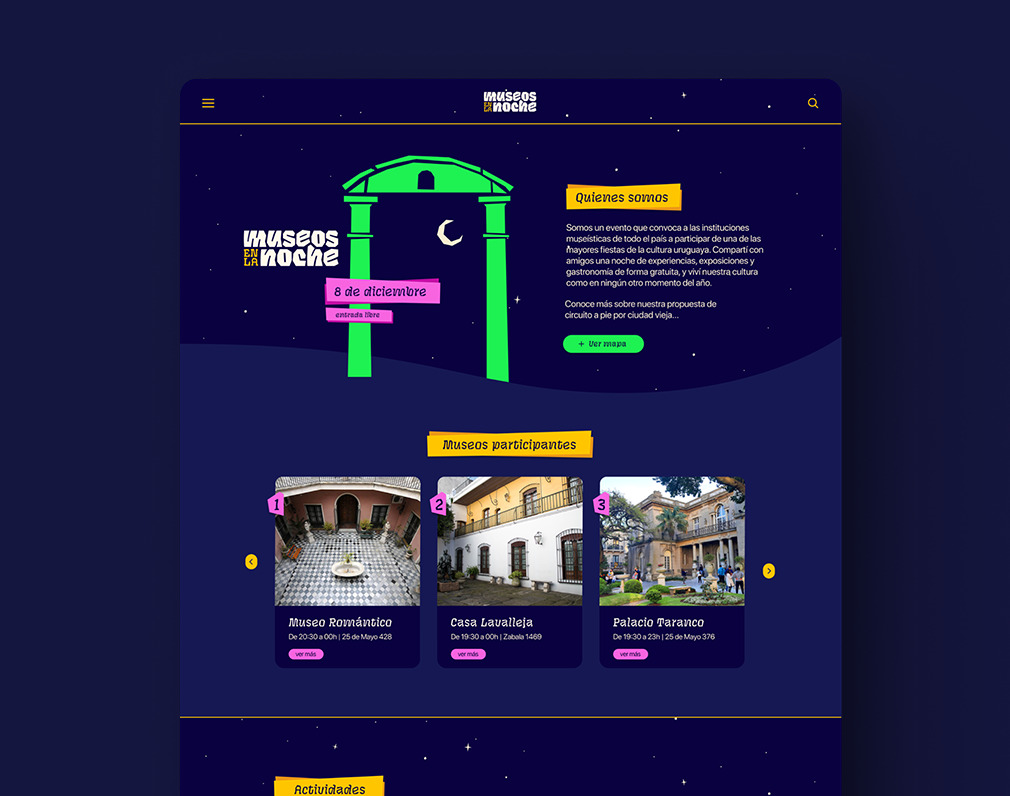 museos
EN LA noche
museos
EN LA noche
8 de diciembre
entrada libre
Quienes somos
Somos un evento que convoca a las instituciones
museísticas de todo el país a participar de una de las
mayores fiestas de la cultura uruguaya. Compartí con
amigos una noche de experiencias, exposiciones y
gastronomía de forma gratuita, y viví nuestra cultura
como en ningún otro momento del año.
Conoce más sobre nuestra propuesta de
circuito a pie por ciudad vieja...
+ Ver mapa
Museos participantes
1
Museo Romántico
De 20:30 a 00h | 25 de Mayo 428
ver más
2
Casa Lavalleja
De 19:30 a 00h | Zabala 1469
ver más
3
Palacio Taranco
De 19:30 a 23h | 25 de Mayo 376
ver más
Actividades